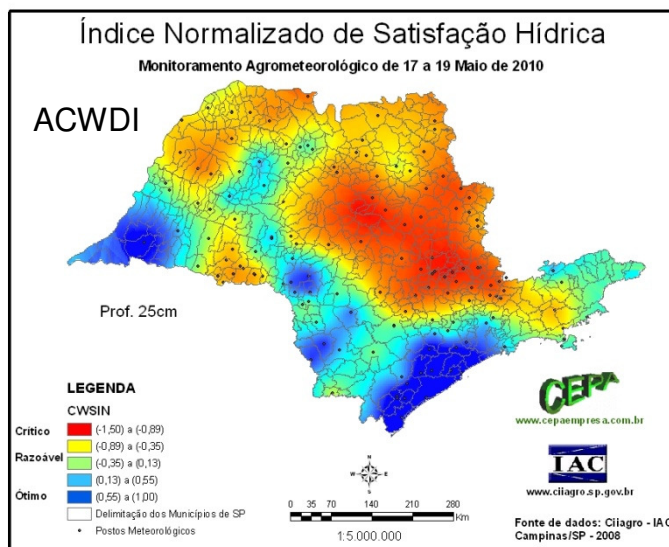 Índice Normalizado de Satisfação Hídrica
Monitoramento Agrometeorológico de 17 a 19 Maio de 2010
ACWDI
Prof. 25cm
LEGENDA
CWSIN
Crítico
(-1,50) a (-0,89)
(-0,89) a (-0,35)
Razoável
(-0,35) a (0,13)
(0,13) a (0,55)
Ótimo
(0,55) a (1,00)
Delimitação dos Municípios de SP
Postos Meteorológicos
N
W E
S
0 35 70 140 210 280
Km
1:5.000.000
CEPA
www.cepaempresa.com.br
IAC
www.ciiagro.sp.gov.br
Fonte de dados: Ciiagro - IAC
Campinas/SP - 2008